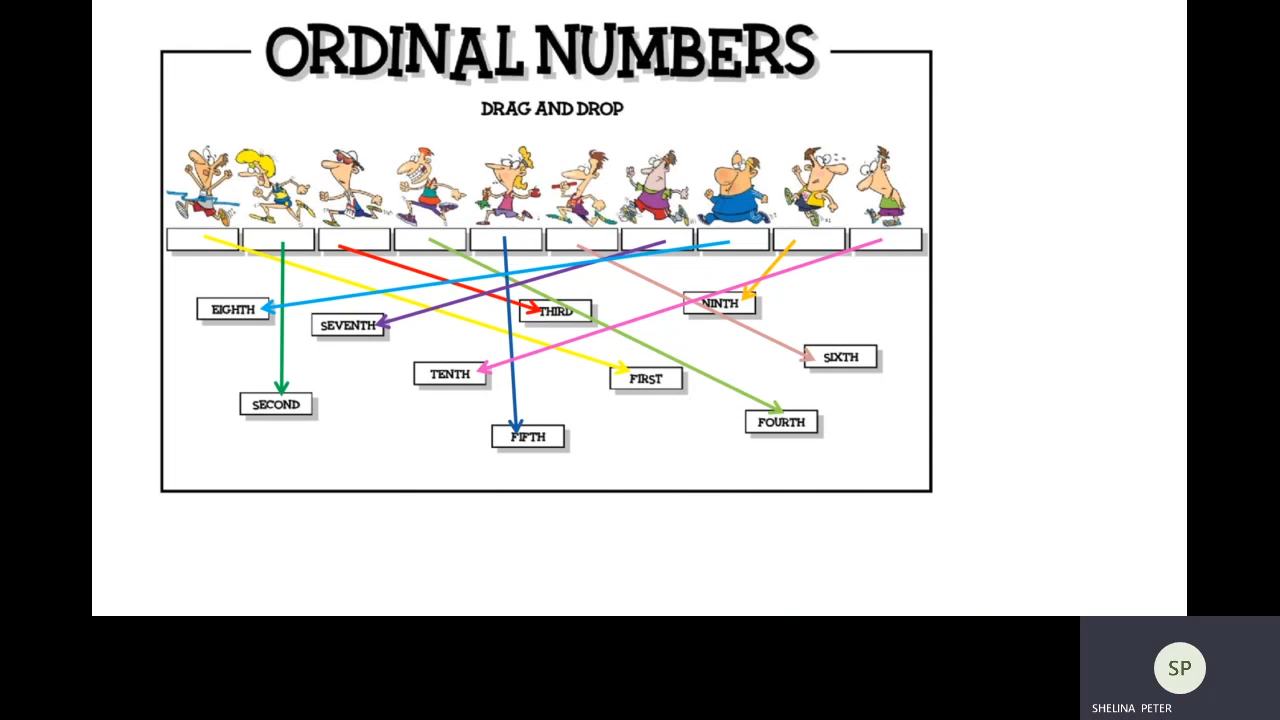 ORDINAL NUMBERS
DRAG AND DROP
EIGHTH
SEVENTH
THIRD
NINTH
SIXTH
TENTH
FIRST
SECOND
FOURTH
FIFTH
SP
SHELINA PETER